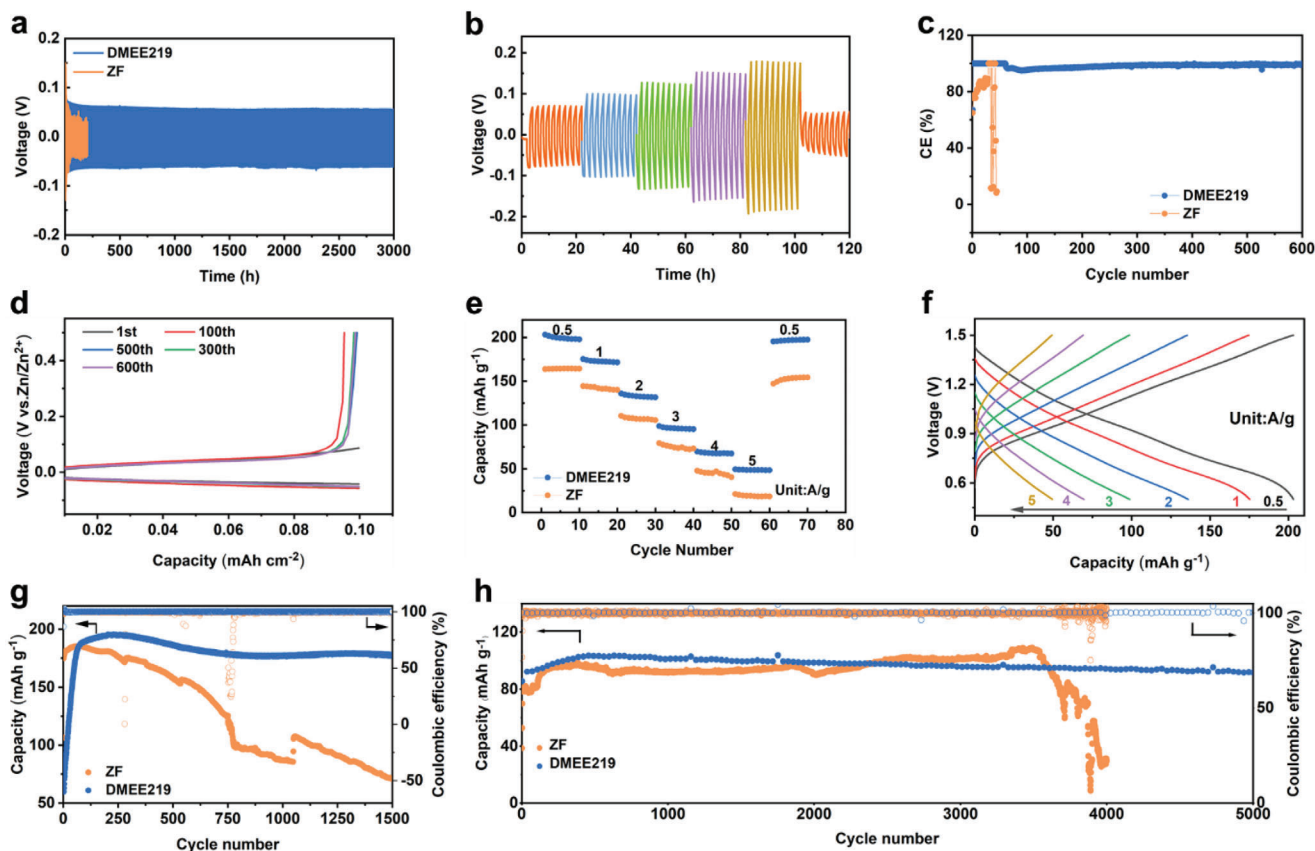 a
DMEE219
ZF
0.2
0.1
0.0
-0.1
-0.2
Voltage (V)
0 500 1000 1500 2000 2500 3000
Time (h)
b
0.2
0.1
0.0
-0.1
-0.2
Voltage (V)
0 20 40 60 80 100 120
Time (h)
c
120
80
40
0
CE (%)
DMEE219
ZF
0 100 200 300 400 500 600
Cycle number
d
1st 100th
500th 300th
600th
0.4
0.2
0.0
Voltage (V vs.Zn/Zn²⁺)
0.02 0.04 0.06 0.08 0.10
Capacity (mAh cm⁻²)
e
200
150
100
50
0
Capacity (mAh g⁻¹)
0.5
1
2
3
4
5
0.5
DMEE219
ZF
Unit:A/g
0 10 20 30 40 50 60 70 80
Cycle Number
f
1.5
1.2
0.9
0.6
Voltage (V)
Unit:A/g
5 4 3 2 1 0.5
0 50 100 150 200
Capacity (mAh g⁻¹)
g
200
150
100
50
Capacity (mAh g⁻¹)
100
50
0
-50
Coulombic efficiency (%)
ZF
DMEE219
0 250 500 750 1000 1250 1500
Cycle number
h
120
80
40
0
Capacity (mAh g⁻¹)
100
50
0
Coulombic efficiency (%)
ZF
DMEE219
0 1000 2000 3000 4000 5000
Cycle number